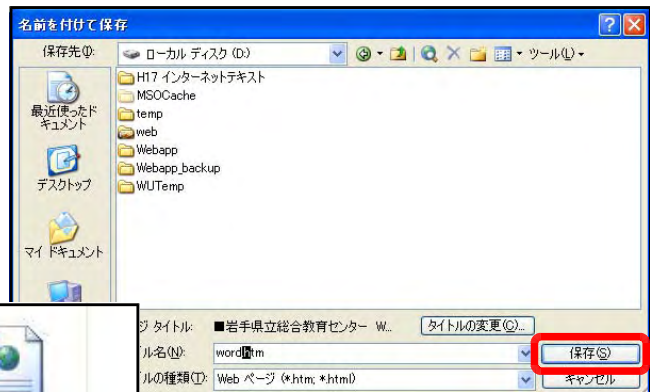 名前を付けて保存
保存先(I): ローカル ディスク (D:) ツール(L)
最近使ったドキュメント
デスクトップ
マイ ドキュメント
H17 インターネットテキスト
MSOCache
temp
web
Webapp
Webapp_backup
WUTemp
ジ タイトル: ■岩手県立総合教育センター W... タイトルの変更(C)...
イル名(N): word.htm 保存(S)
ルの種類(T): Web ページ (*.htm; *.html) キャンセル